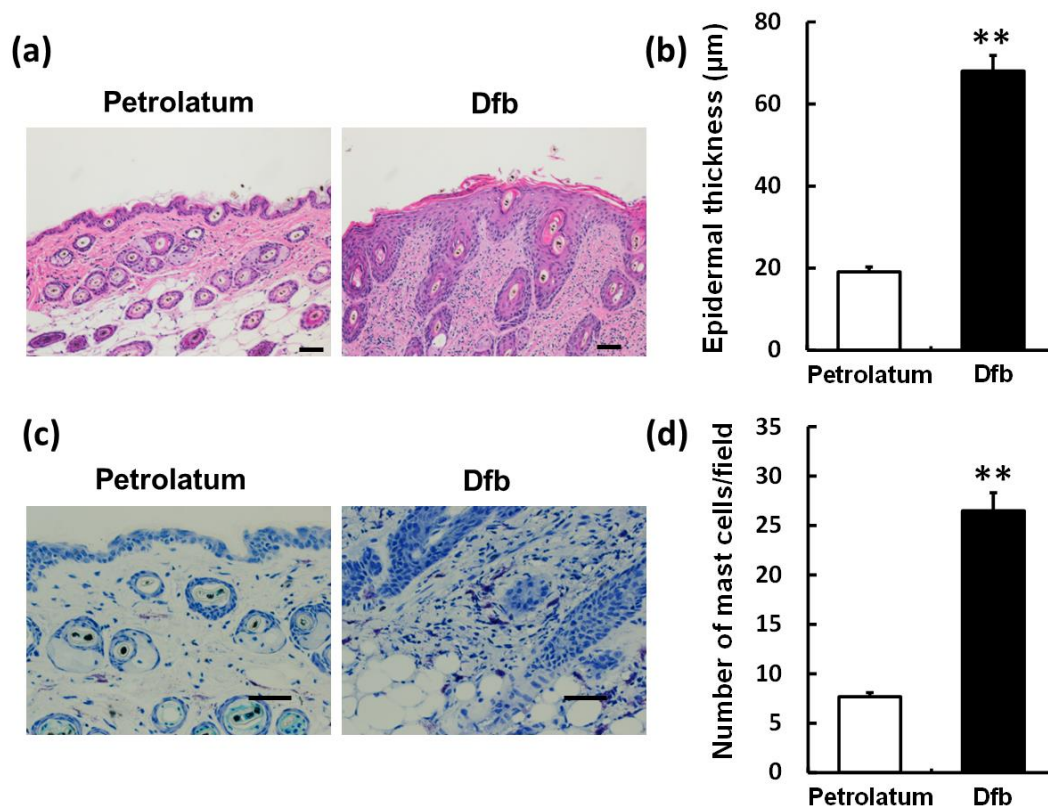 (a)
Petrolatum
Dfb
(b)
Epidermal thickness (µm)
80
60
40
20
0
**
Petrolatum
Dfb
(c)
Petrolatum
Dfb
(d)
Number of mast cells/field
35
30
25
20
15
10
5
0
**
Petrolatum
Dfb